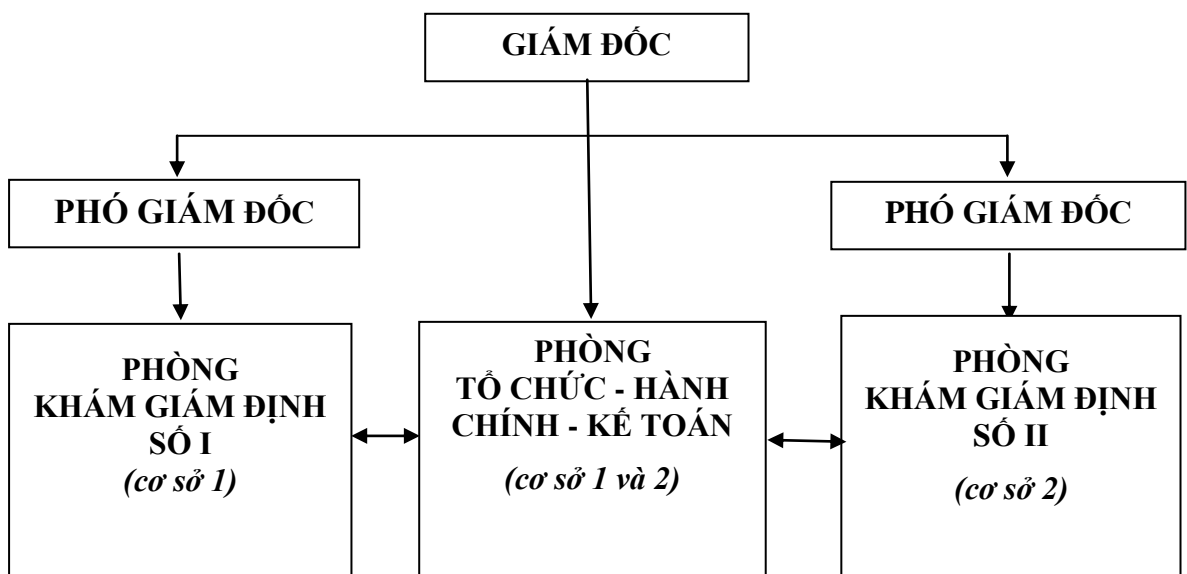 GIÁM ĐỐC
PHÓ GIÁM ĐỐC
PHÓ GIÁM ĐỐC
PHÒNG
KHÁM GIÁM ĐỊNH
SỐ I
(cơ sở 1)
PHÒNG
TỔ CHỨC - HÀNH
CHÍNH - KẾ TOÁN
(cơ sở 1 và 2)
PHÒNG
KHÁM GIÁM ĐỊNH
SỐ II
(cơ sở 2)